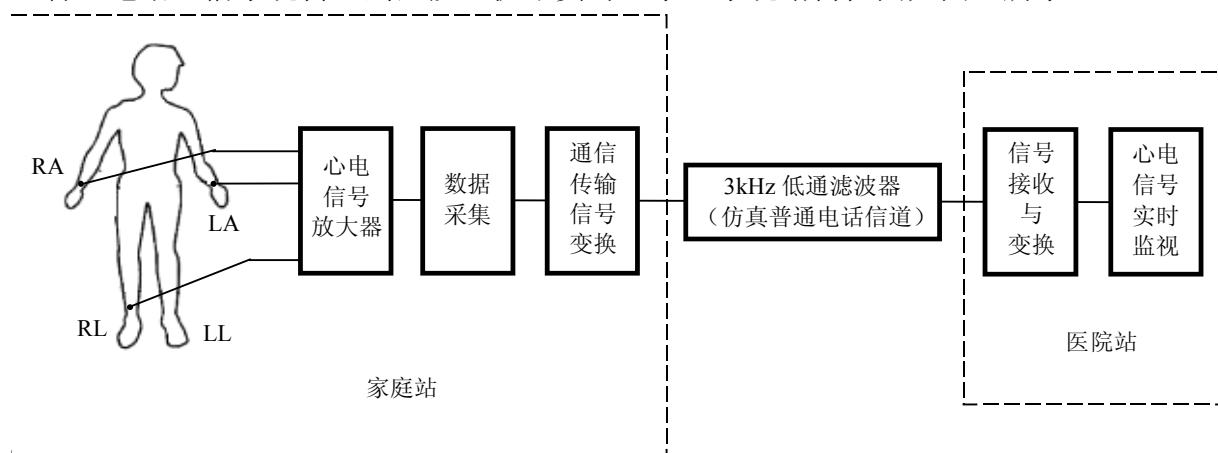 RA
LA
RL
LL
心电
信号
放大器
数据
采集
通信
传输
信号
变换
3kHz 低通滤波器
（仿真普通电话信道）
信号
接收
与
变换
心电
信号
实时
监视
家庭站
医院站